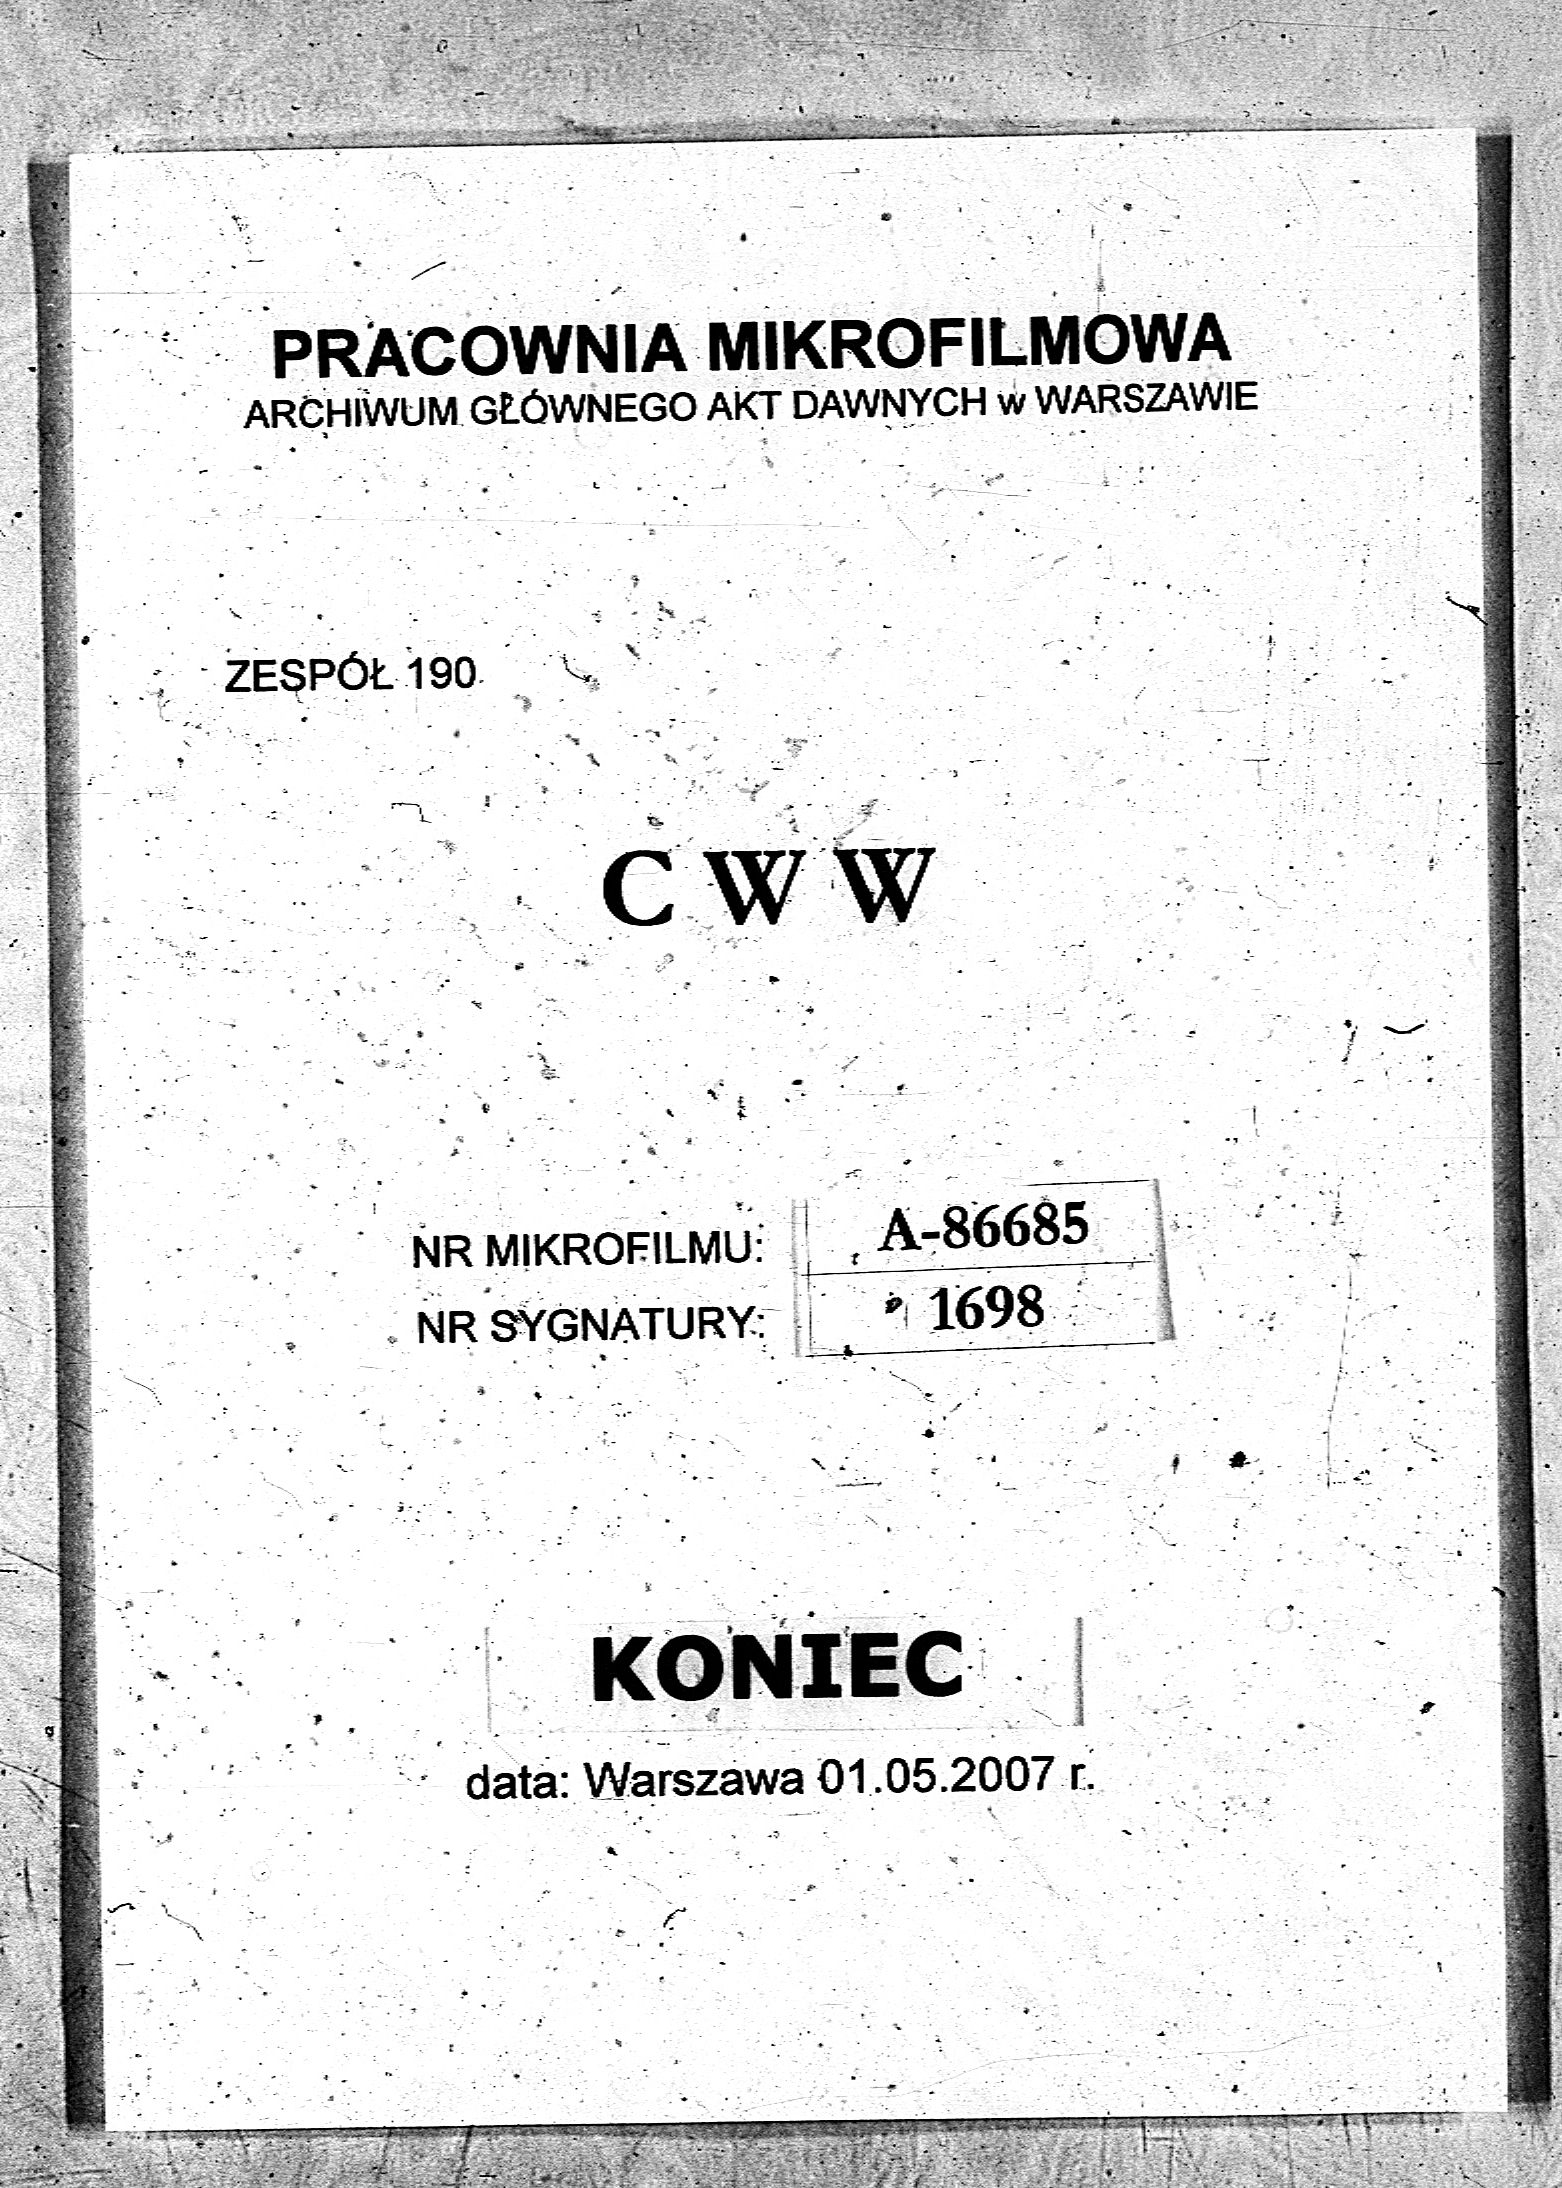 PRACOWNIA MIKROFILMOWA
ARCHIWUM GŁÓWNEGO AKT DAWNYCH w WARSZAWIE
ZESPÓŁ 190
C W W
NR MIKROFILMU: A-86685
NR SYGNATURY: 1698
KONIEC
data: Warszawa 01.05.2007 r.